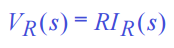 V_R(s) = RI_R(s)